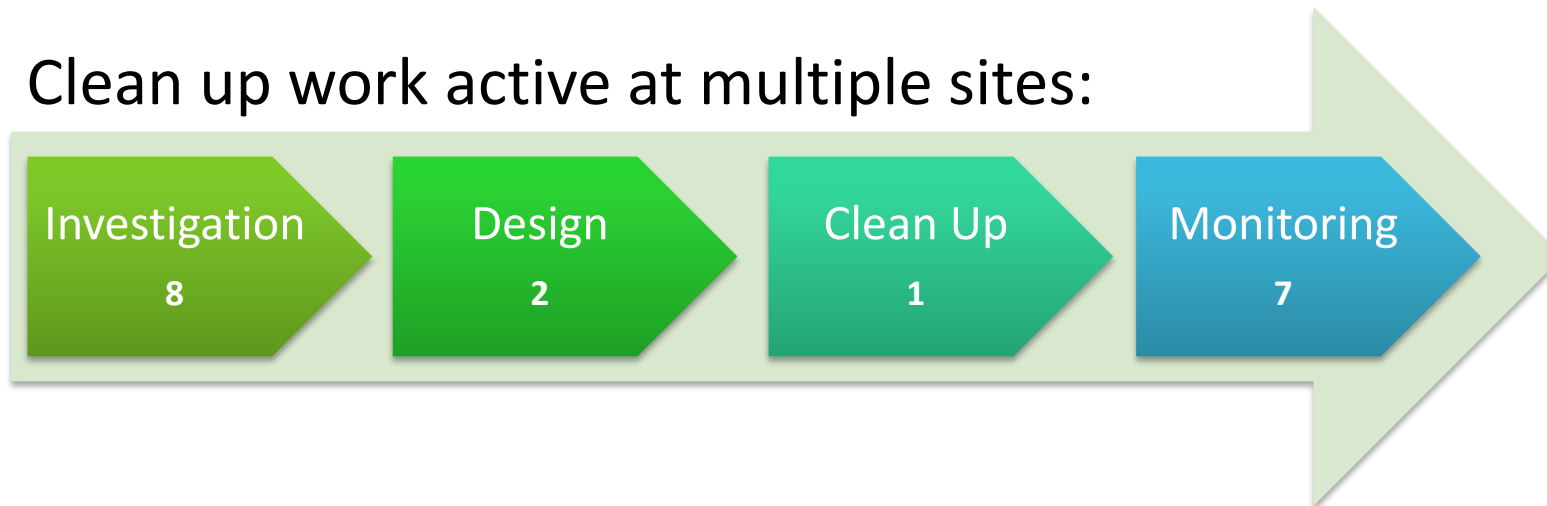 Clean up work active at multiple sites:
Investigation
8
Design
2
Clean Up
1
Monitoring
7